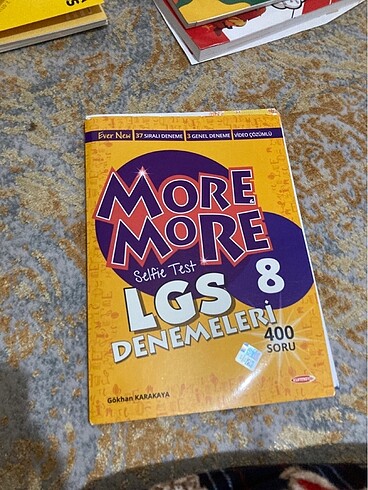 Ever New
37 SIRALI DENEME
3 GENEL DENEME
VİDEO ÇÖZÜMLÜ
MORE
MORE
Selfie Test
8
LGS
DENEMELERİ
400
SORU
Gökhan KARAKAYA